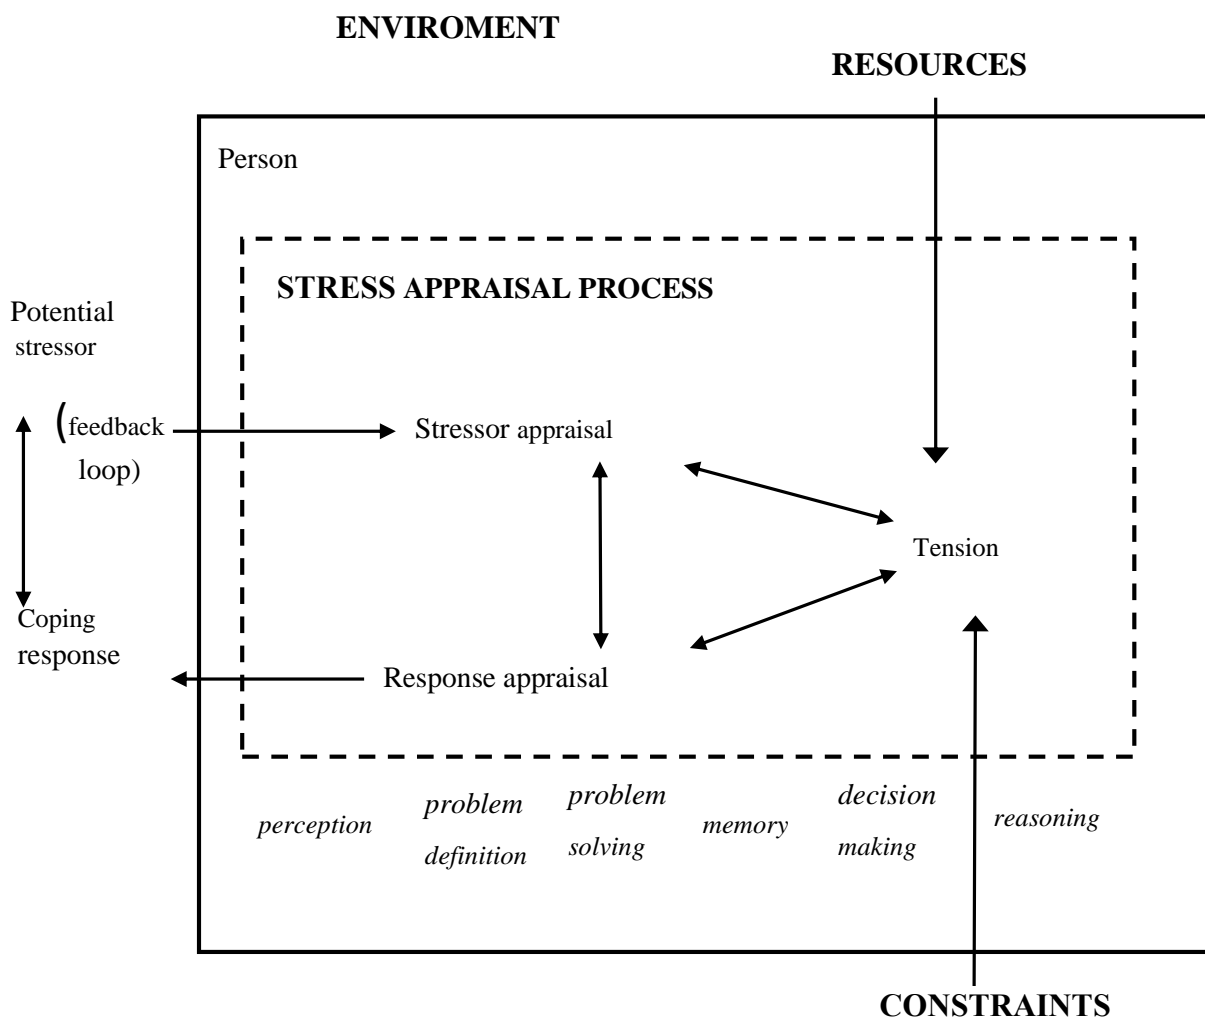 ENVIROMENT
RESOURCES
Person
STRESS APPRAISAL PROCESS
Potential
stressor
(feedback
loop)
Stressor appraisal
Tension
Coping
response
Response appraisal
perception
problem
definition
problem
solving
memory
decision
making
reasoning
CONSTRAINTS